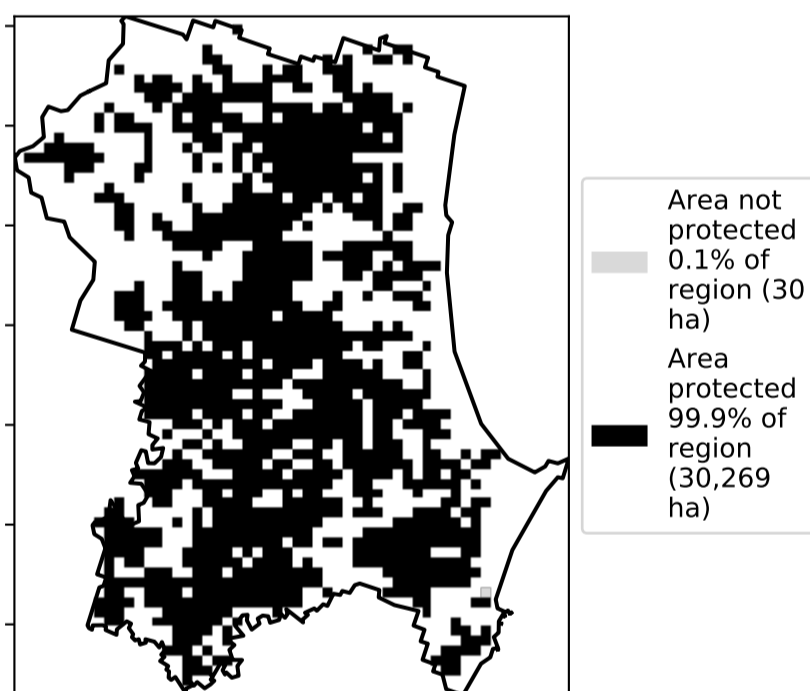 Area not
protected
0.1% of
region (30
ha)
Area
protected
99.9% of
region
(30,269
ha)